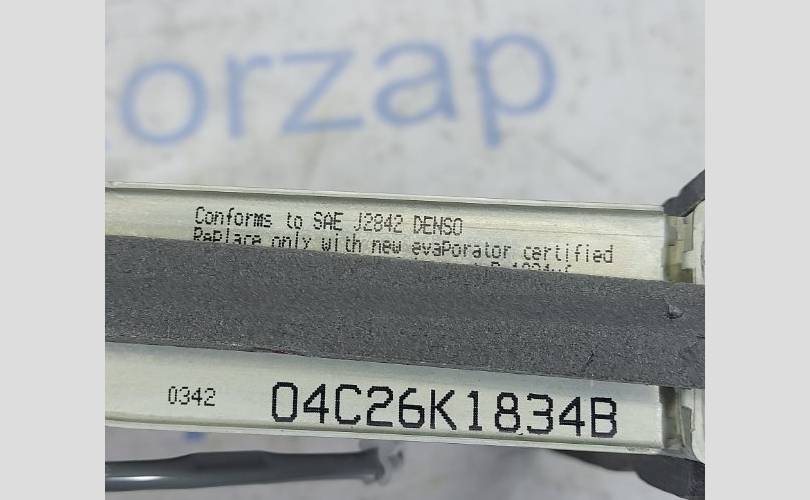 orzap
Conforms to SAE J2842 DENSO
Replace only with new evaporator certified
0342
04C26K1834B